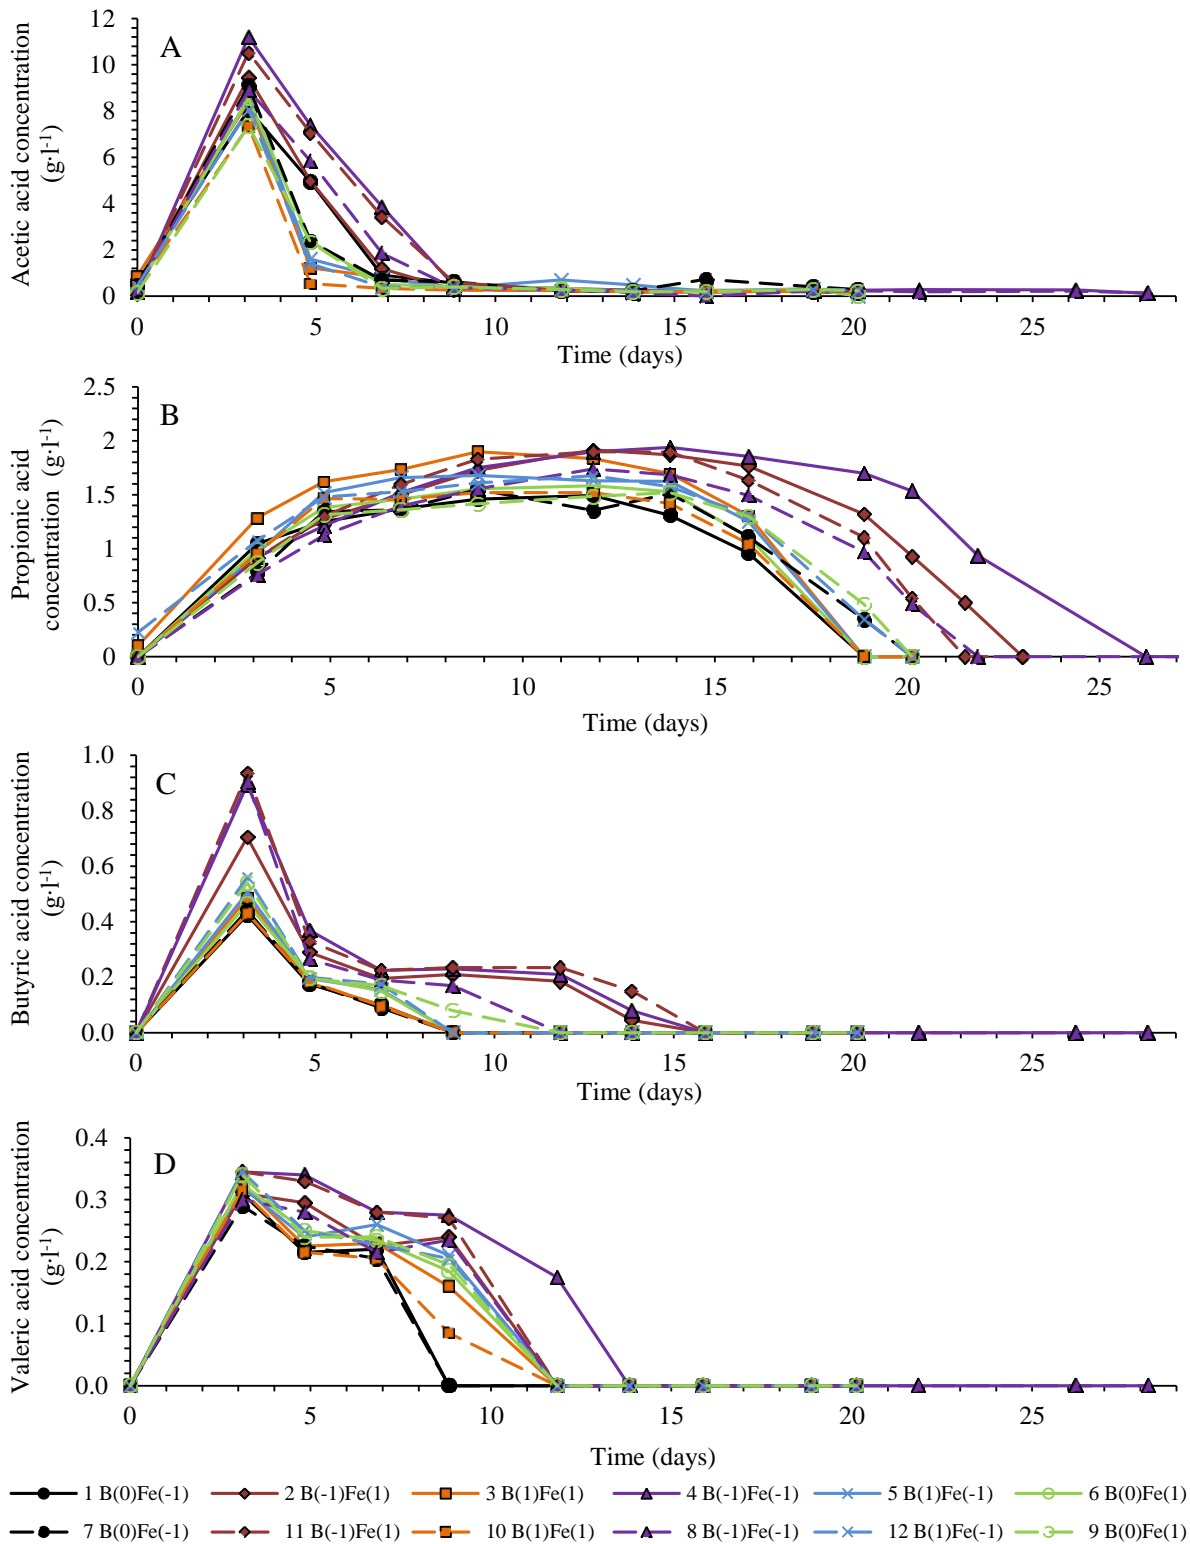 A
Acetic acid concentration
(g·l⁻¹)
12
10
8
6
4
2
0
0 5 10 15 20 25
Time (days)
B
Propionic acid
concentration (g·l⁻¹)
2.5
2
1.5
1
0.5
0
0 5 10 15 20 25
Time (days)
C
Butyric acid concentration
(g·l⁻¹)
1.0
0.8
0.6
0.4
0.2
0.0
0 5 10 15 20 25
Time (days)
D
Valeric acid concentration
(g·l⁻¹)
0.4
0.3
0.2
0.1
0.0
0 5 10 15 20 25
Time (days)
1 B(0)Fe(-1) 2 B(-1)Fe(1) 3 B(1)Fe(1) 4 B(-1)Fe(-1) 5 B(1)Fe(-1) 6 B(0)Fe(1)
7 B(0)Fe(-1) 11 B(-1)Fe(1) 10 B(1)Fe(1) 8 B(-1)Fe(-1) 12 B(1)Fe(-1) 9 B(0)Fe(1)